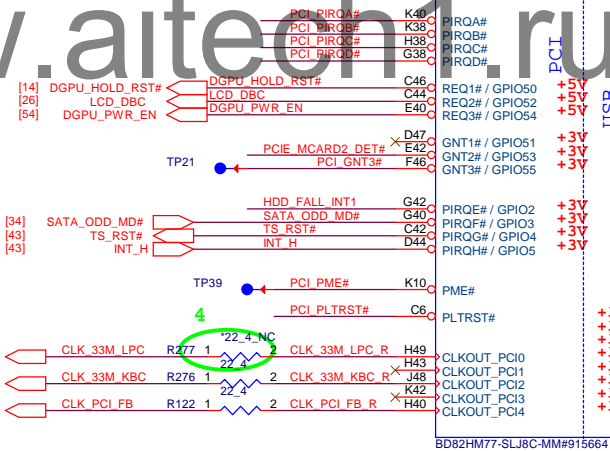 PCI_PIRQA# K40 PIRQA#
PCI_PIRQB# K38 PIRQB#
PCI_PIRQC# H38 PIRQC#
PCI_PIRQD# G38 PIRQD#
PCI
USB
w.aitech1.ru
[14] DGPU_HOLD_RST# DGPU_HOLD_RST# C46 REQ1# / GPIO50 +5V
[26] LCD_DBC LCD_DBC C44 REQ2# / GPIO52 +5V
[54] DGPU_PWR_EN DGPU_PWR_EN E40 REQ3# / GPIO54 +5V
D47 GNT1# / GPIO51 +3V
PCIE_MCARD2_DET# E42 GNT2# / GPIO53 +3V
TP21 PCI_GNT3# F46 GNT3# / GPIO55 +3V
HDD_FALL_INT1 G42 PIRQE# / GPIO2 +3V
[34] SATA_ODD_MD# SATA_ODD_MD# G40 PIRQF# / GPIO3 +3V
[43] TS_RST# TS_RST# C42 PIRQG# / GPIO4 +3V
[43] INT_H INT_H D44 PIRQH# / GPIO5 +3V
TP39 PCI_PME# K10 PME#
PCI_PLTRST# C6 PLTRST#
4
*22_4_NC
CLK_33M_LPC R277 1 2 CLK_33M_LPC_R H49 CLKOUT_PCI0
22_4 H43 CLKOUT_PCI1
CLK_33M_KBC R276 1 2 CLK_33M_KBC_R J48 CLKOUT_PCI2
22_4 K42 CLKOUT_PCI3
CLK_PCI_FB R122 1 2 CLK_PCI_FB_R H40 CLKOUT_PCI4
BD82HM77-SLJ8C-MM#915664